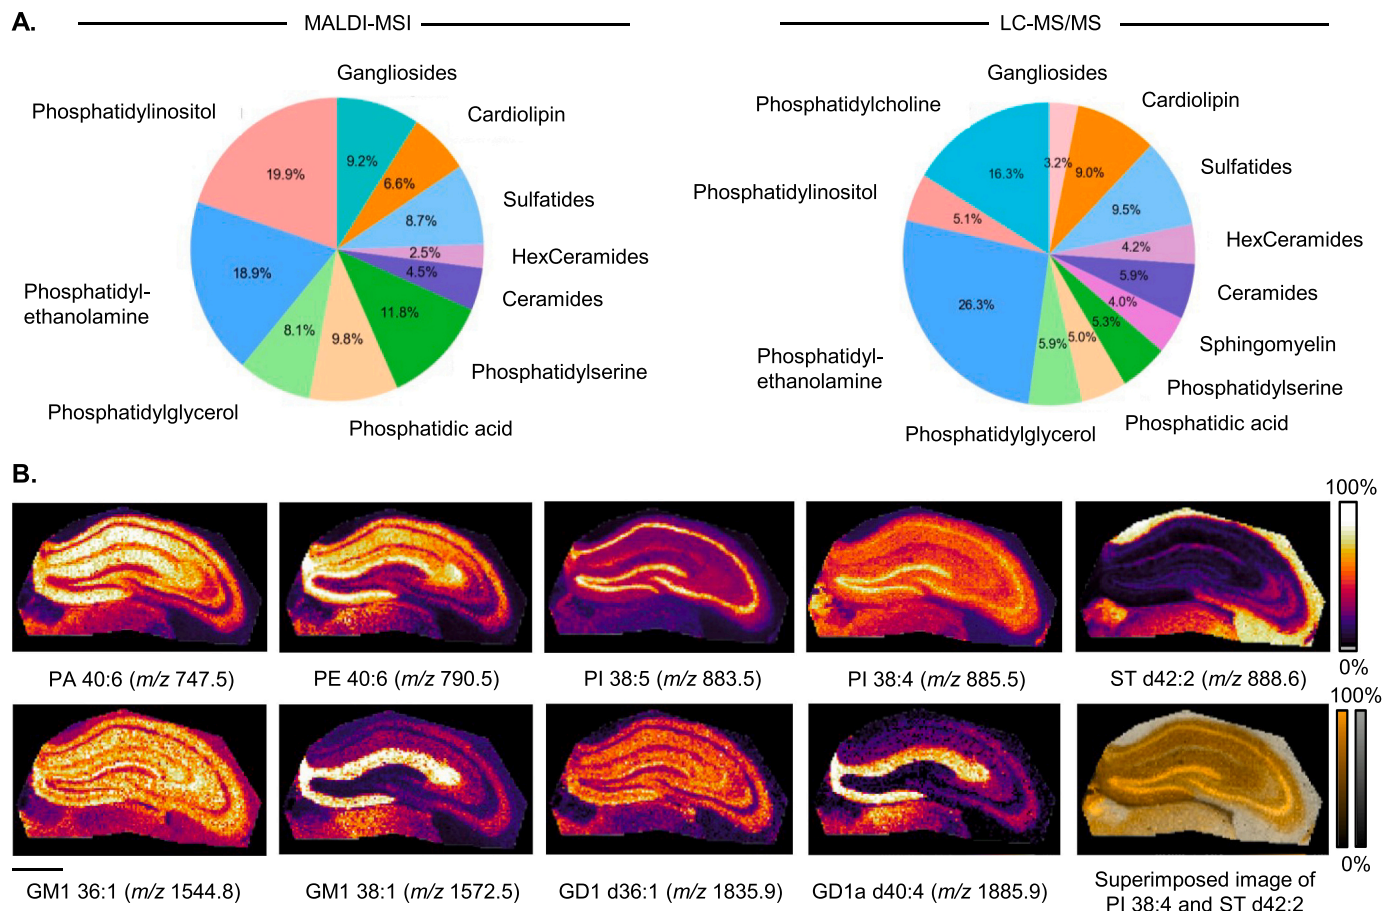 A.
MALDI-MSI
LC-MS/MS
Gangliosides
Cardiolipin
Sulfatides
HexCeramides
Ceramides
Phosphatidylserine
Phosphatidic acid
Phosphatidylglycerol
Phosphatidyl-
ethanolamine
Phosphatidylinositol
9.2%
6.6%
8.7%
2.5%
4.5%
11.8%
9.8%
8.1%
18.9%
19.9%
Gangliosides
Cardiolipin
Sulfatides
HexCeramides
Ceramides
Sphingomyelin
Phosphatidylserine
Phosphatidic acid
Phosphatidylglycerol
Phosphatidyl-
ethanolamine
Phosphatidylinositol
Phosphatidylcholine
3.2%
9.0%
9.5%
4.2%
5.9%
4.0%
5.3%
5.0%
5.9%
26.3%
5.1%
16.3%
B.
100%
0%
PA 40:6 (m/z 747.5)
PE 40:6 (m/z 790.5)
PI 38:5 (m/z 883.5)
PI 38:4 (m/z 885.5)
ST d42:2 (m/z 888.6)
100%
0%
GM1 36:1 (m/z 1544.8)
GM1 38:1 (m/z 1572.5)
GD1 d36:1 (m/z 1835.9)
GD1a d40:4 (m/z 1885.9)
Superimposed image of
PI 38:4 and ST d42:2